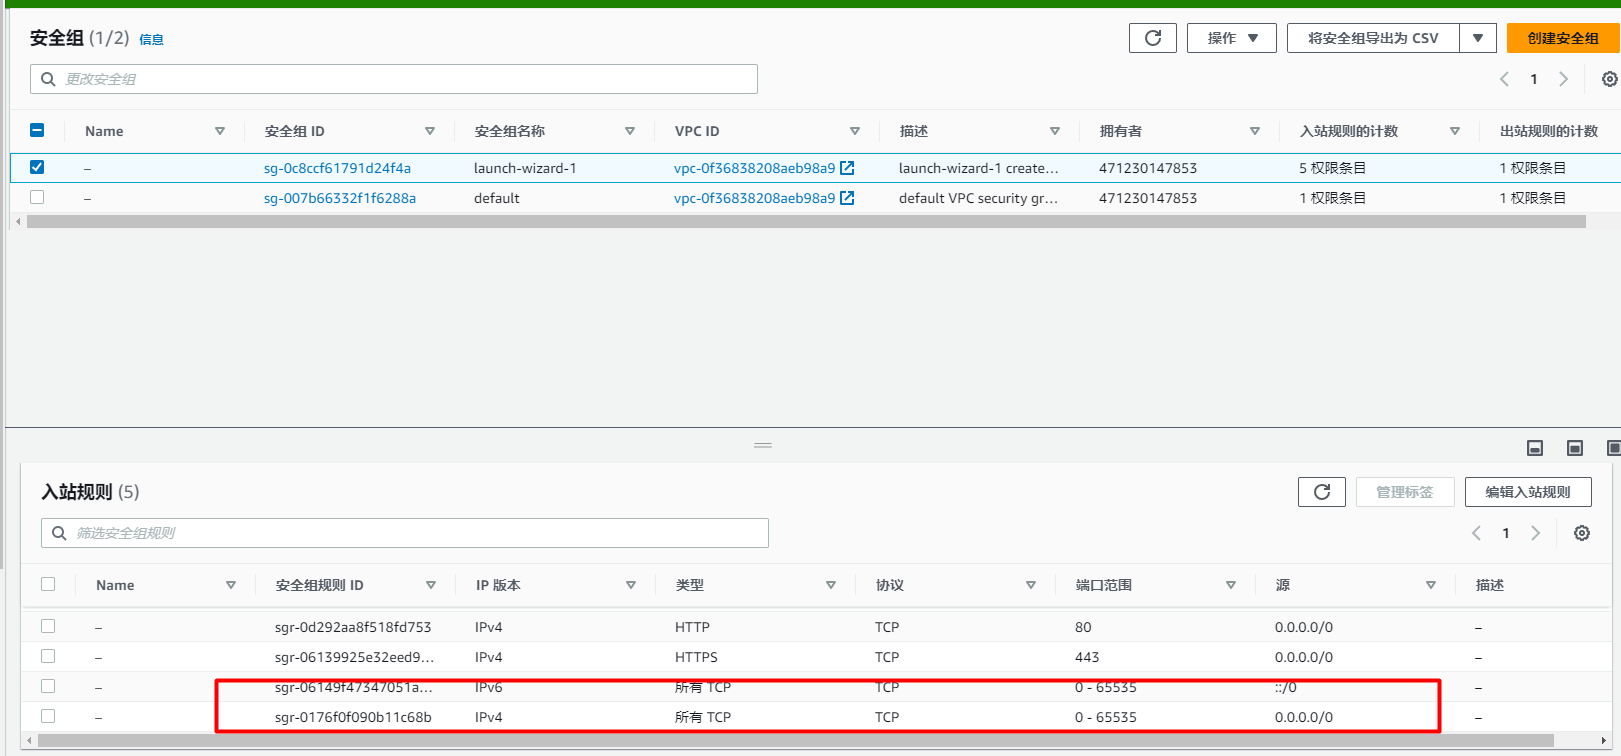 安全组 (1/2) 信息 操作 将安全组导出为 CSV 创建安全组
更改安全组 1
Name 安全组 ID 安全组名称 VPC ID 描述 拥有者 入站规则的计数 出站规则的计数
– sg-0c8ccf61791d24f4a launch-wizard-1 vpc-0f36838208aeb98a9 launch-wizard-1 create... 471230147853 5 权限条目 1 权限条目
– sg-007b66332f1f6288a default vpc-0f36838208aeb98a9 default VPC security gr... 471230147853 1 权限条目 1 权限条目
入站规则 (5) 管理标签 编辑入站规则
筛选安全组规则 1
Name 安全组规则 ID IP 版本 类型 协议 端口范围 源 描述
– sgr-0d292aa8f518fd753 IPv4 HTTP TCP 80 0.0.0.0/0 –
– sgr-06139925e32eed9... IPv4 HTTPS TCP 443 0.0.0.0/0 –
– sgr-06149f47347051a... IPv6 所有 TCP TCP 0 - 65535 ::/0 –
– sgr-0176f0f090b11c68b IPv4 所有 TCP TCP 0 - 65535 0.0.0.0/0 –